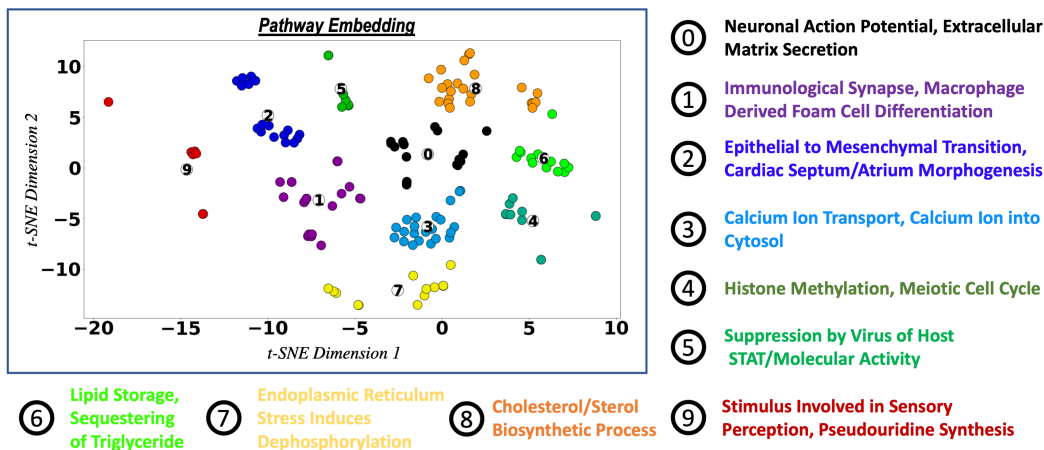 Pathway Embedding
t-SNE Dimension 2
10
5
0
−5
−10
5
8
2
0
6
9
1
3
4
7
−20
−15
−10
−5
0
5
10
t-SNE Dimension 1
0
Neuronal Action Potential, Extracellular
Matrix Secretion
1
Immunological Synapse, Macrophage
Derived Foam Cell Differentiation
2
Epithelial to Mesenchymal Transition,
Cardiac Septum/Atrium Morphogenesis
3
Calcium Ion Transport, Calcium Ion into
Cytosol
4
Histone Methylation, Meiotic Cell Cycle
5
Suppression by Virus of Host
STAT/Molecular Activity
6
Lipid Storage,
Sequestering
of Triglyceride
7
Endoplasmic Reticulum
Stress Induces
Dephosphorylation
8
Cholesterol/Sterol
Biosynthetic Process
9
Stimulus Involved in Sensory
Perception, Pseudouridine Synthesis